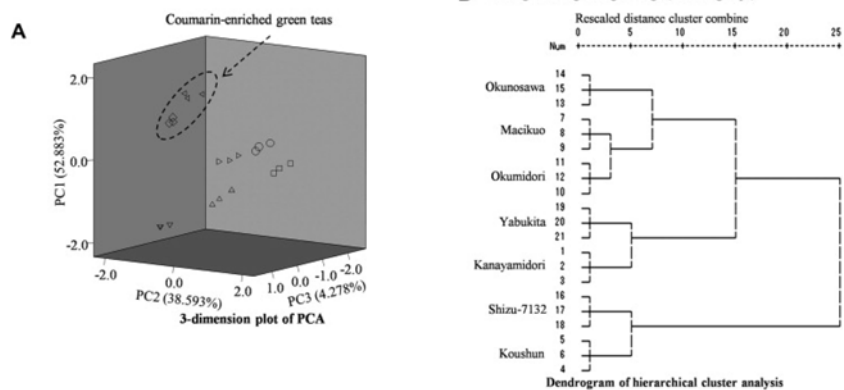 A
Coumarin-enriched green teas
2.0
0.0
-2.0
PC1 (52.883%)
-2.0
0.0
2.0
PC2 (38.593%)
1.0
0.0
-1.0
-2.0
PC3 (4.278%)
3-dimension plot of PCA
Rescaled distance cluster combine
0 5 10 15 20 25
Num
14
Okunosawa 15
13
7
Macikuo 8
9
11
Okumidori 12
10
19
Yabukita 20
21
1
Kanayamidori 2
3
16
Shizu-7132 17
18
5
Koushun 6
4
Dendrogram of hierarchical cluster analysis